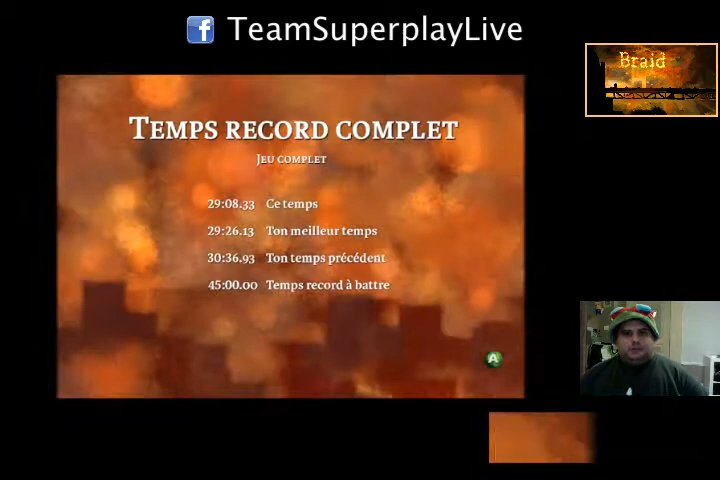 f TeamSuperplayLive
Braid
Temps record complet
Jeu complet
29:08.33 Ce temps
29:26.13 Ton meilleur temps
30:36.93 Ton temps précédent
45:00.00 Temps record à battre
A